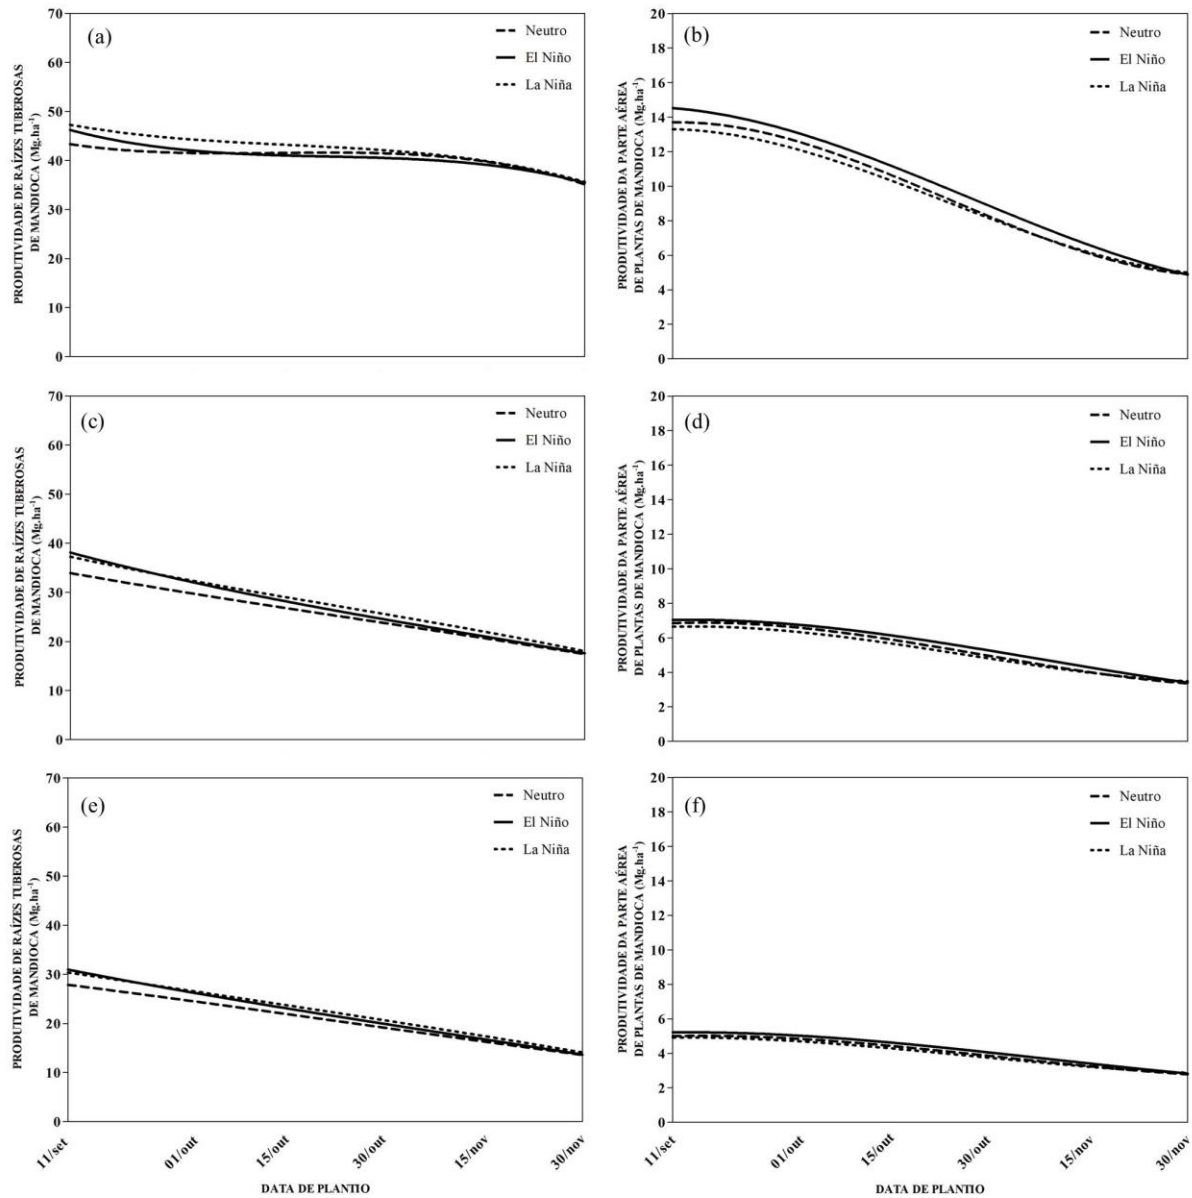 PRODUTIVIDADE DE RAÍZES TUBEROSAS
DE MANDIOCA (Mg.ha⁻¹)
70
60
50
40
30
20
10
0
(a)
Neutro
El Niño
La Niña
PRODUTIVIDADE DA PARTE AÉREA
DE PLANTAS DE MANDIOCA (Mg.ha⁻¹)
20
18
16
14
12
10
8
6
4
2
0
(b)
Neutro
El Niño
La Niña
PRODUTIVIDADE DE RAÍZES TUBEROSAS
DE MANDIOCA (Mg.ha⁻¹)
70
60
50
40
30
20
10
0
(c)
Neutro
El Niño
La Niña
PRODUTIVIDADE DA PARTE AÉREA
DE PLANTAS DE MANDIOCA (Mg.ha⁻¹)
20
18
16
14
12
10
8
6
4
2
0
(d)
Neutro
El Niño
La Niña
PRODUTIVIDADE DE RAÍZES TUBEROSAS
DE MANDIOCA (Mg.ha⁻¹)
70
60
50
40
30
20
10
0
(e)
Neutro
El Niño
La Niña
11/set
01/out
15/out
30/out
15/nov
30/nov
DATA DE PLANTIO
PRODUTIVIDADE DA PARTE AÉREA
DE PLANTAS DE MANDIOCA (Mg.ha⁻¹)
20
18
16
14
12
10
8
6
4
2
0
(f)
Neutro
El Niño
La Niña
11/set
01/out
15/out
30/out
15/nov
30/nov
DATA DE PLANTIO